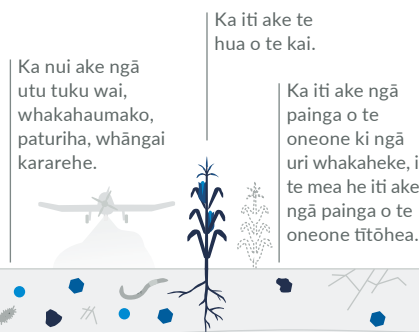 Ka iti ake te
hua o te kai.
Ka nui ake ngā
utu tuku wai,
whakahaumako,
paturiha, whāngai
kararehe.
Ka iti ake ngā
painga o te
oneone ki ngā
uri whakaheke, i
te mea he iti ake
ngā painga o te
oneone tītōhea.